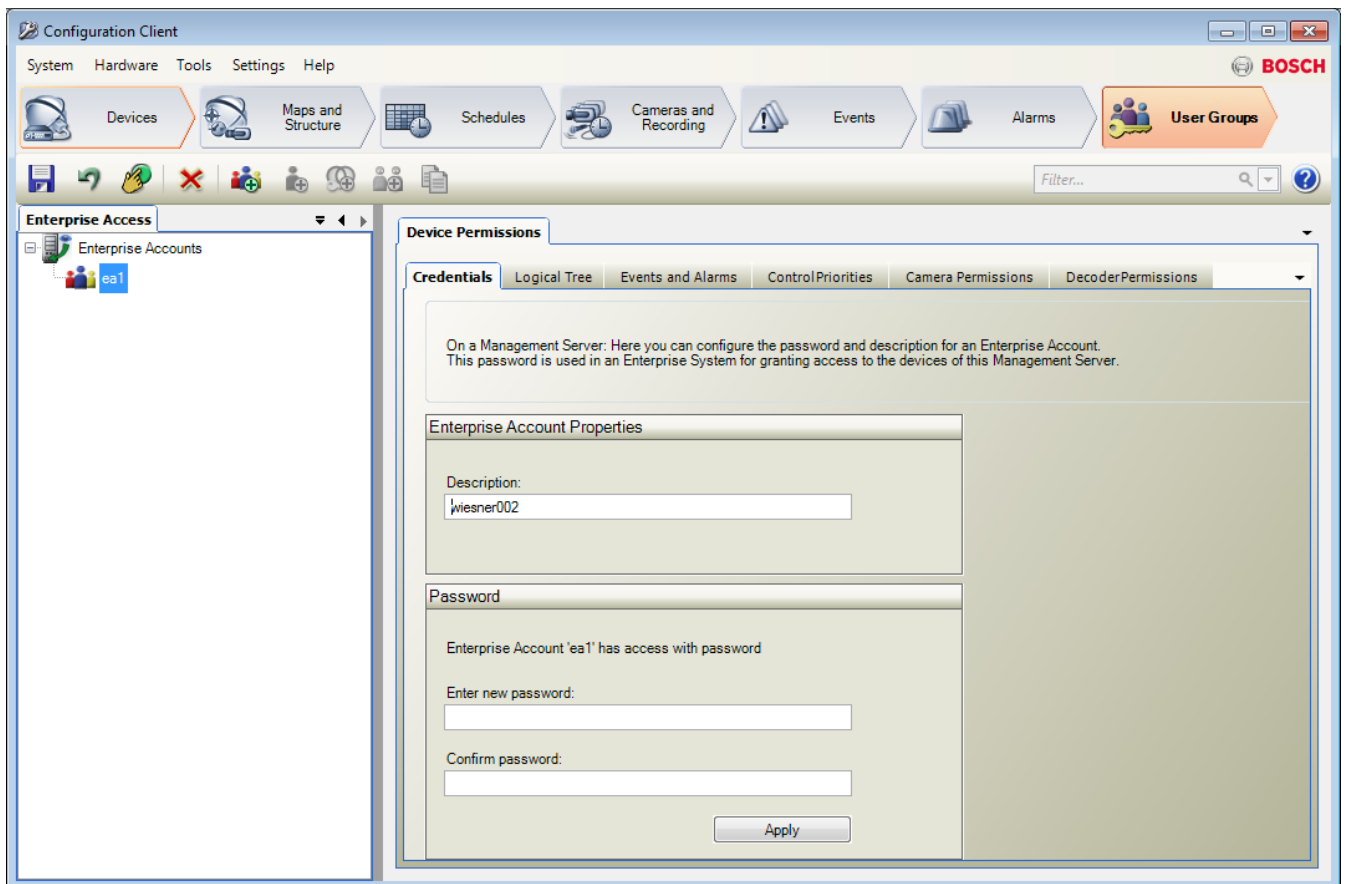 Configuration Client
System Hardware Tools Settings Help
BOSCH
Devices
Maps and
Structure
Schedules
Cameras and
Recording
Events
Alarms
User Groups
Filter...
Enterprise Access
Enterprise Accounts
ea1
Device Permissions
Credentials Logical Tree Events and Alarms ControlPriorities Camera Permissions DecoderPermissions
On a Management Server: Here you can configure the password and description for an Enterprise Account.
This password is used in an Enterprise System for granting access to the devices of this Management Server.
Enterprise Account Properties
Description:
wiesner002
Password
Enterprise Account 'ea1' has access with password
Enter new password:
Confirm password:
Apply